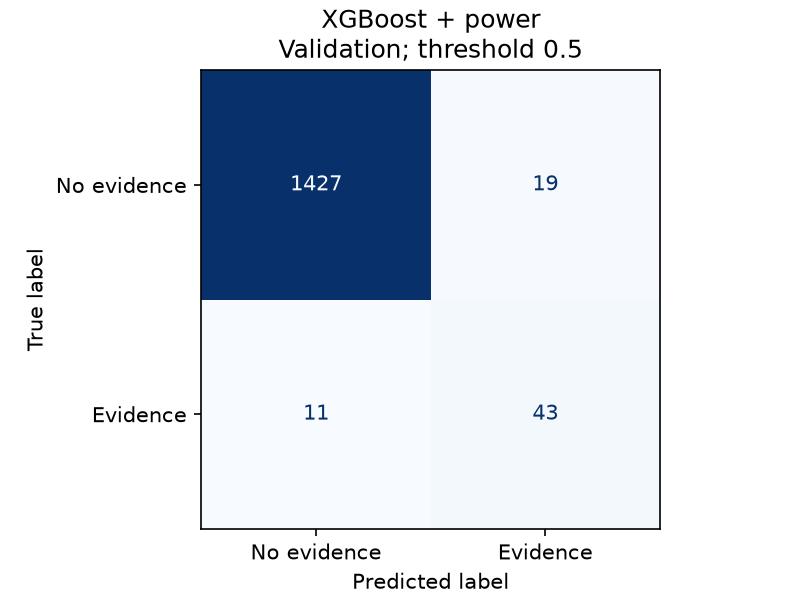 XGBoost + power
Validation; threshold 0.5
No evidence
1427
19
True label
Evidence
11
43
No evidence
Evidence
Predicted label